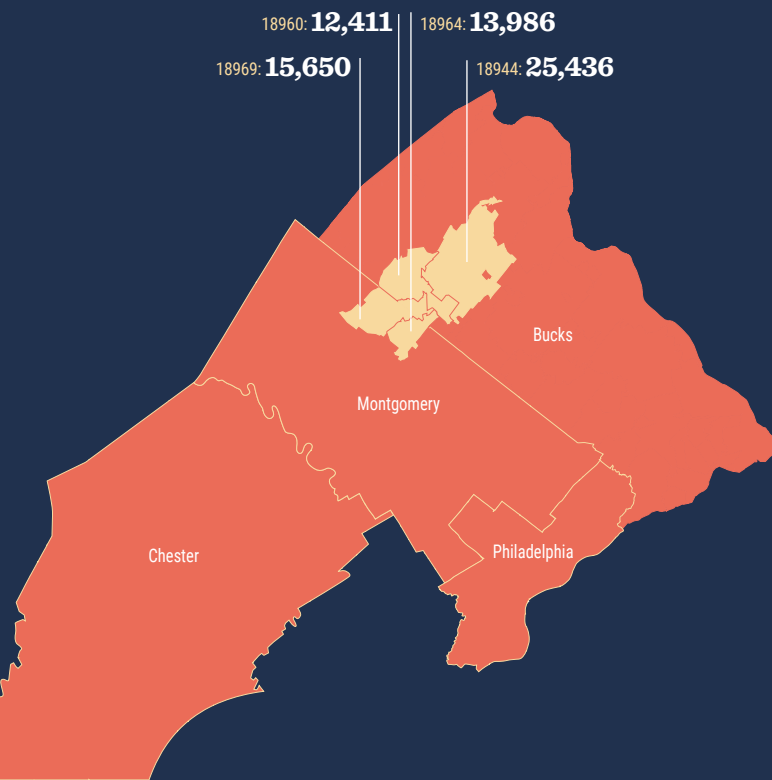 18960: 12,411
18964: 13,986
18969: 15,650
18944: 25,436
Bucks
Montgomery
Chester
Philadelphia